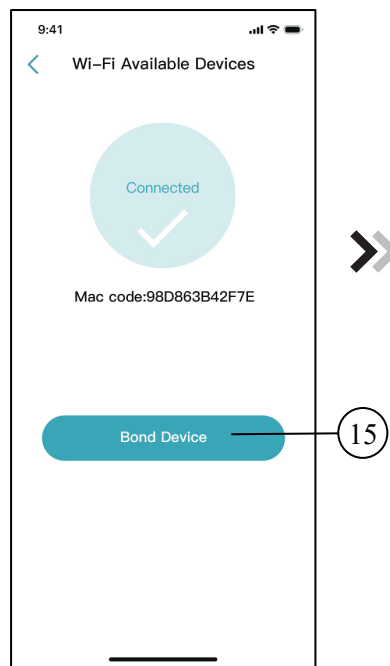 9:41
Wi-Fi Available Devices
Connected
Mac code:98D863B42F7E
Bond Device
15